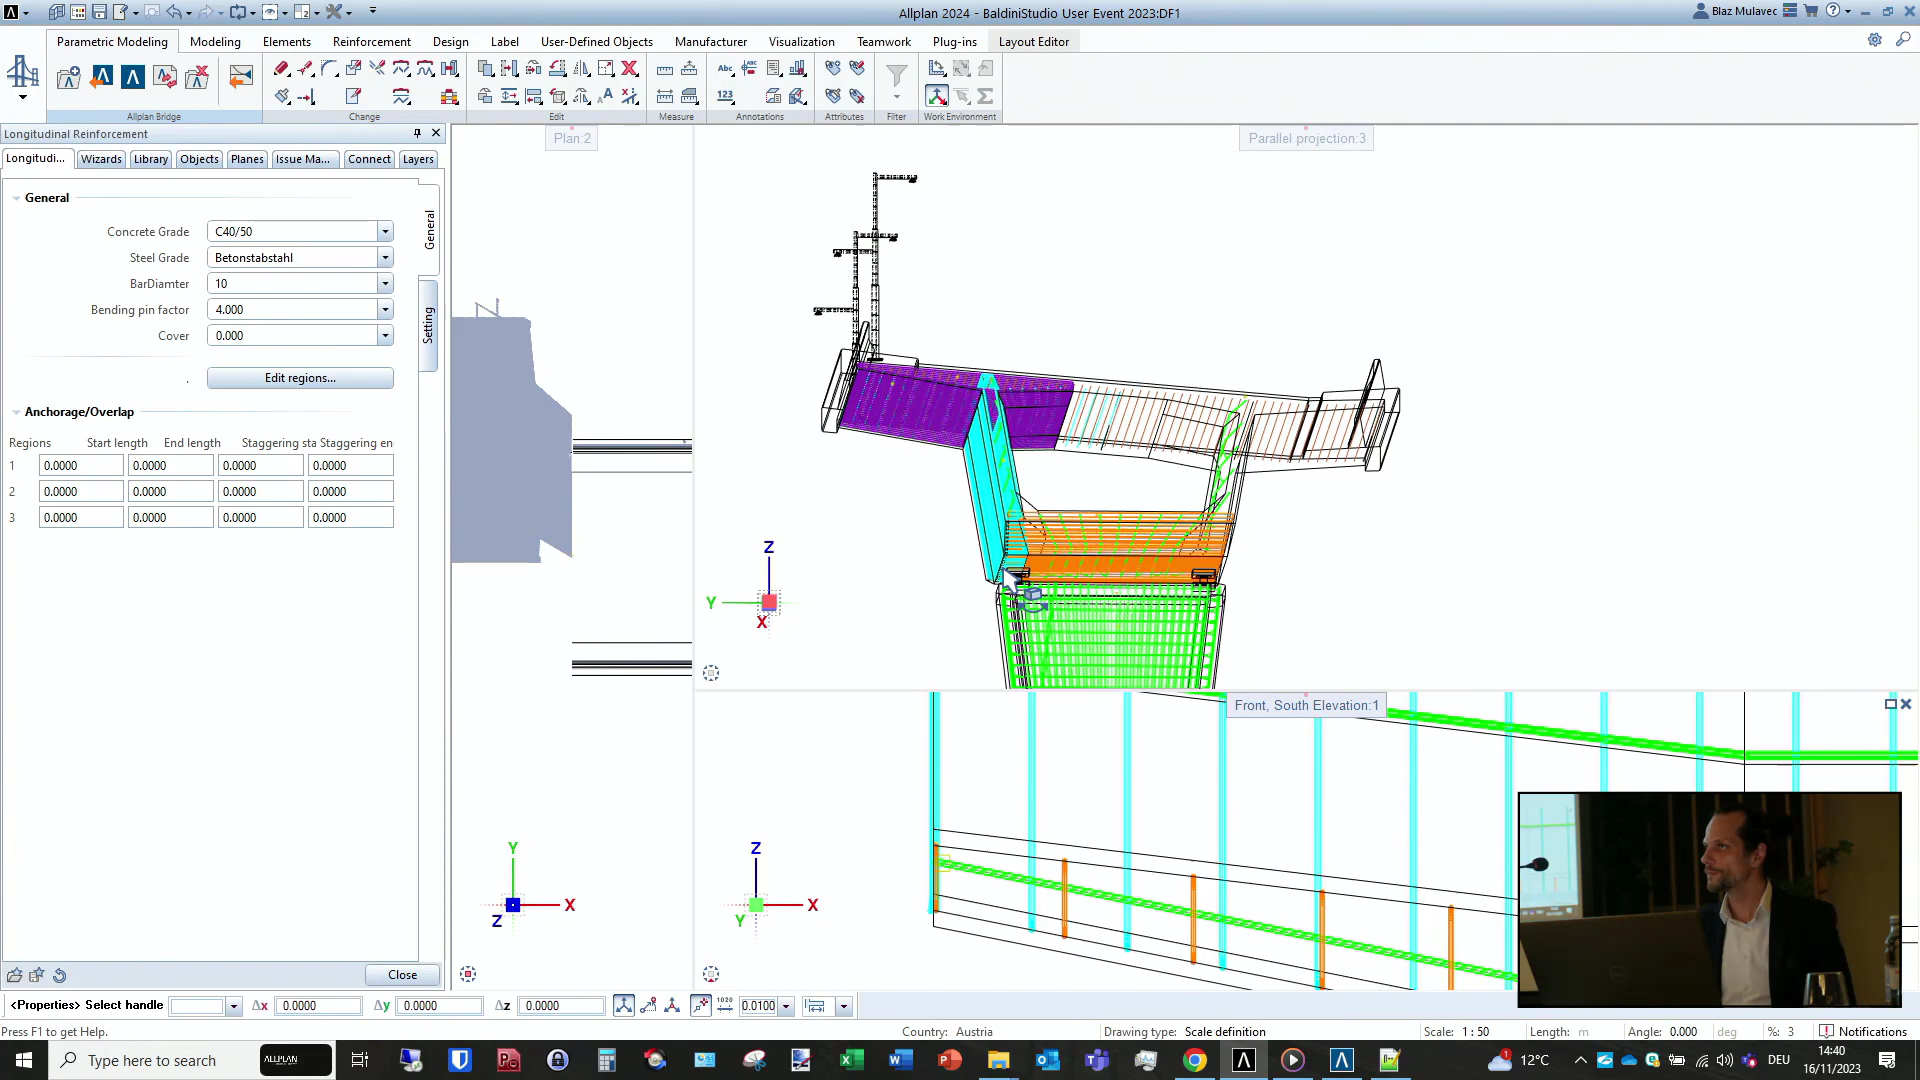 Allplan 2024 - BaldiniStudio User Event 2023:DF1
Blaz Mulavec
Parametric Modeling
Modeling
Elements
Reinforcement
Design
Label
User-Defined Objects
Manufacturer
Visualization
Teamwork
Plug-ins
Layout Editor
Allplan Bridge
Change
Edit
Measure
Annotations
Attributes
Filter
Work Environment
Longitudinal Reinforcement
Longitudi...
Wizards
Library
Objects
Planes
Issue Ma...
Connect
Layers
General
Concrete Grade C40/50
Steel Grade Betonstabstahl
BarDiamter 10
Bending pin factor 4.000
Cover 0.000
. Edit regions...
General
Setting
Anchorage/Overlap
Regions Start length End length Staggering sta Staggering en
1 0.0000 0.0000 0.0000 0.0000
2 0.0000 0.0000 0.0000 0.0000
3 0.0000 0.0000 0.0000 0.0000
Close
Plan:2
Y
X
Z
Parallel projection:3
Z
Y
X
Front, South Elevation:1
Z
X
Y
<Properties> Select handle Δx 0.0000 Δy 0.0000 Δz 0.0000 1020 0.0100
Press F1 to get Help.
Country: Austria
Drawing type: Scale definition
Scale: 1 : 50
Length: m
Angle: 0.000 deg
%: 3
Notifications
Type here to search
ALLPLAN
12°C
DEU
14:40
16/11/2023